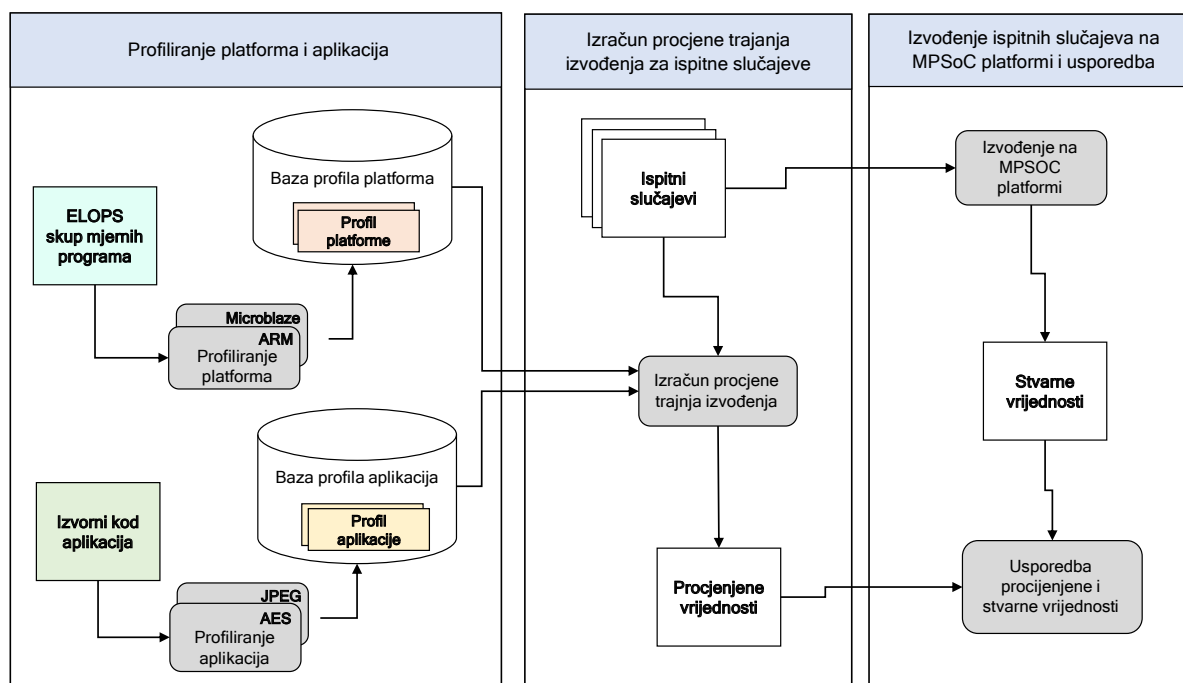 Profiliranje platforma i aplikacija
Baza profila platforma
Profil
platforme
ELOPS
skup mjernih
programa
Microblaze
ARM
Profiliranje
platforma
Baza profila aplikacija
Profil
aplikacije
Izvorni kod
aplikacija
JPEG
AES
Profiliranje
aplikacija
Izračun procjene trajanja
izvođenja za ispitne slučajeve
Ispitni
slučajevi
Izračun procjene
trajnja izvođenja
Procjenjene
vrijednosti
Izvođenje ispitnih slučajeva na
MPSoC platformi i usporedba
Izvođenje na
MPSOC
platformi
Stvarne
vrijednosti
Usporedba
procijenjene i
stvarne vrijednosti